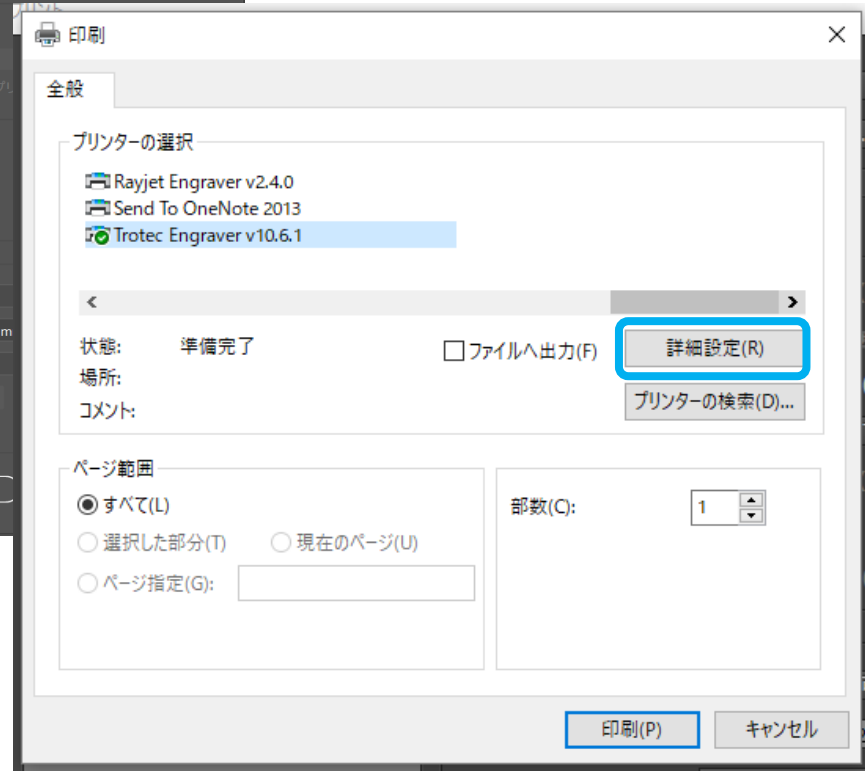 プリント
印刷
全般
プリンターの選択
Rayjet Engraver v2.4.0
Send To OneNote 2013
Trotec Engraver v10.6.1
状態: 準備完了
ファイルへ出力(F)
詳細設定(R)
場所:
コメント:
プリンターの検索(D)...
ページ範囲
すべて(L)
部数(C): 1
選択した部分(T) 現在のページ(U)
ページ指定(G):
印刷(P) キャンセル